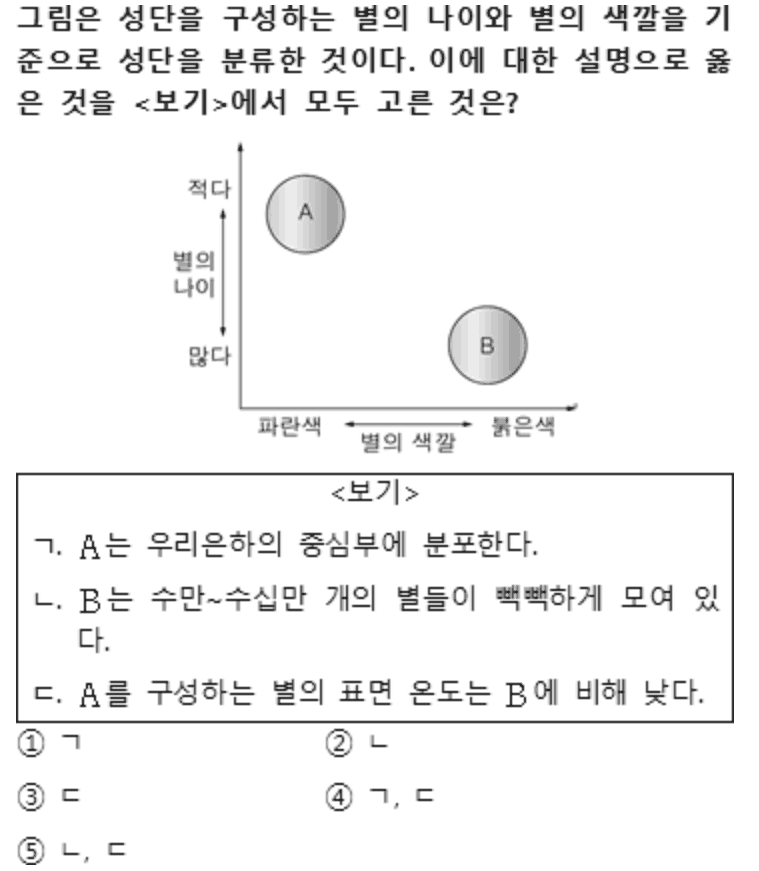 그림은 성단을 구성하는 별의 나이와 별의 색깔을 기
준으로 성단을 분류한 것이다. 이에 대한 설명으로 옳
은 것을 <보기>에서 모두 고른 것은?
적다
A
별의
나이
B
많다
파란색
붉은색
별의 색깔
<보기>
ㄱ. A는 우리은하의 중심부에 분포한다.
ㄴ. B는 수만~수십만 개의 별들이 빽빽하게 모여 있
다.
ㄷ. A를 구성하는 별의 표면 온도는 B에 비해 낮다.
① ㄱ ② ㄴ
③ ㄷ ④ ㄱ, ㄷ
⑤ ㄴ, ㄷ